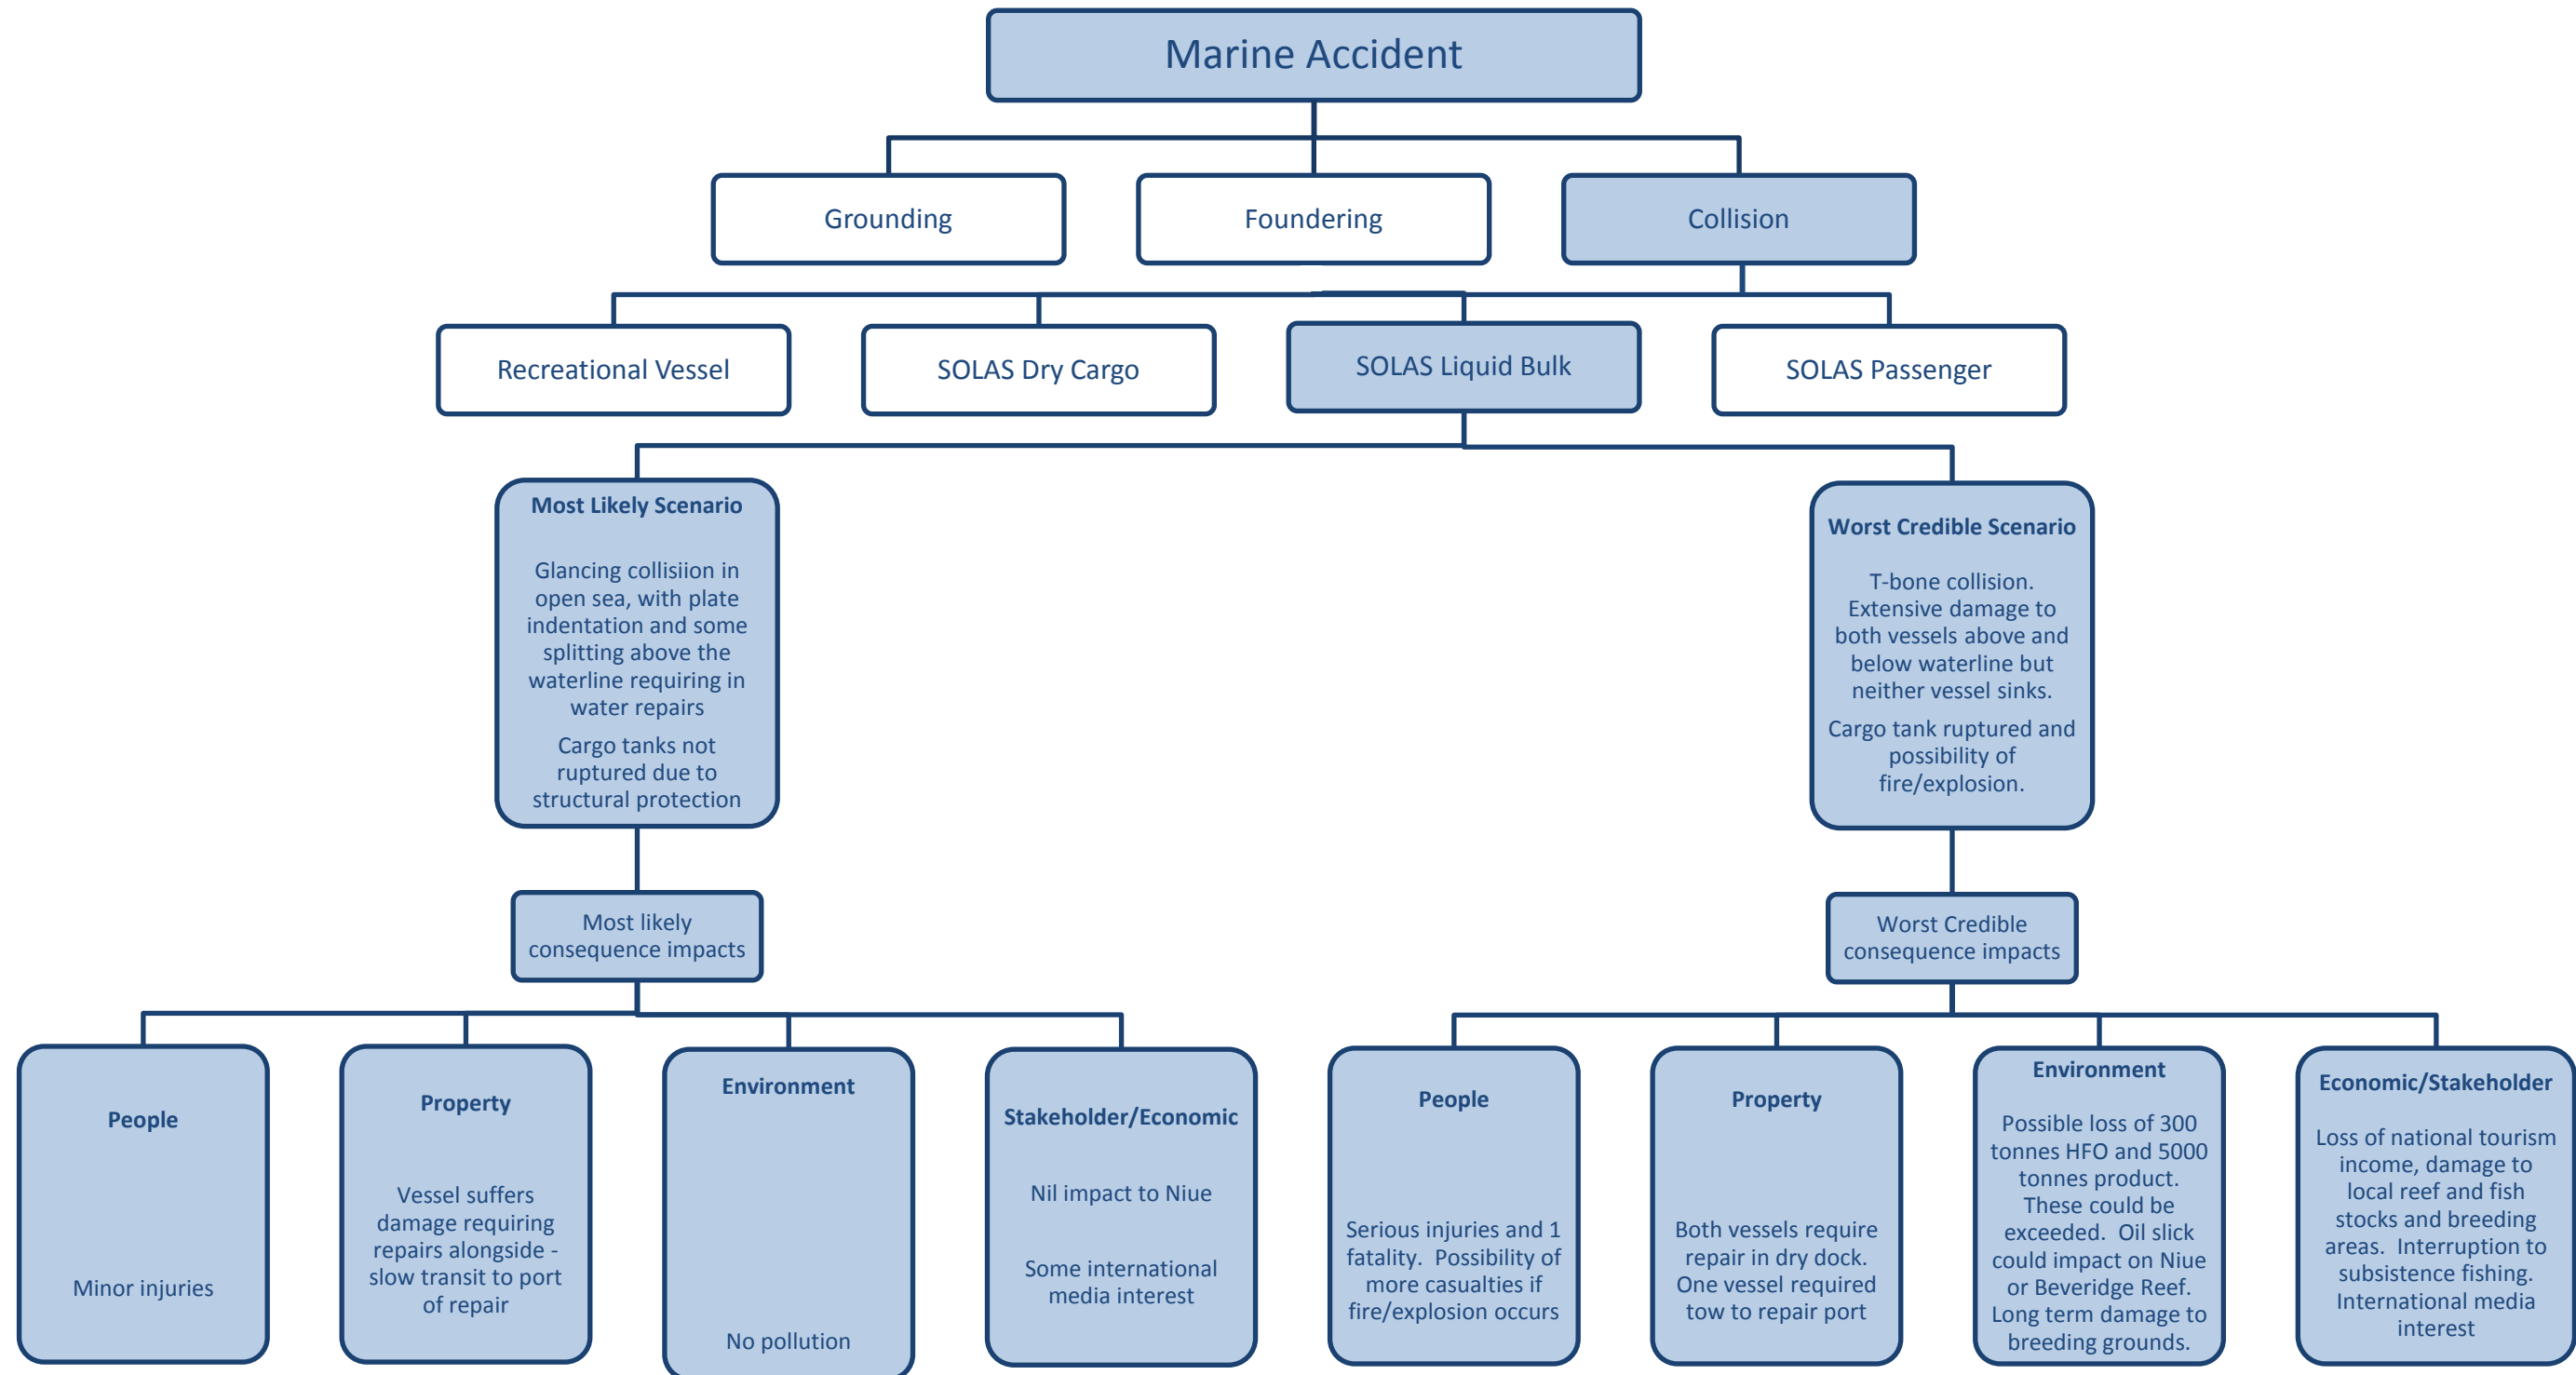 Marine Accident
Grounding
Foundering
Collision
Recreational Vessel
SOLAS Dry Cargo
SOLAS Liquid Bulk
SOLAS Passenger
Most Likely Scenario
Glancing collisiion in
open sea, with plate
indentation and some
splitting above the
waterline requiring in
water repairs
Cargo tanks not
ruptured due to
structural protection
Worst Credible Scenario
T-bone collision.
Extensive damage to
both vessels above and
below waterline but
neither vessel sinks.
Cargo tank ruptured and
possibility of
fire/explosion.
Most likely
consequence impacts
Worst Credible
consequence impacts
People
Minor injuries
Property
Vessel suffers
damage requiring
repairs alongside -
slow transit to port
of repair
Environment
No pollution
Stakeholder/Economic
Nil impact to Niue
Some international
media interest
People
Serious injuries and 1
fatality.  Possibility of
more casualties if
fire/explosion occurs
Property
Both vessels require
repair in dry dock.
One vessel required
tow to repair port
Environment
Possible loss of 300
tonnes HFO and 5000
tonnes product.
These could be
exceeded.  Oil slick
could impact on Niue
or Beveridge Reef.
Long term damage to
breeding grounds.
Economic/Stakeholder
Loss of national tourism
income, damage to
local reef and fish
stocks and breeding
areas.  Interruption to
subsistence fishing.
International media
interest